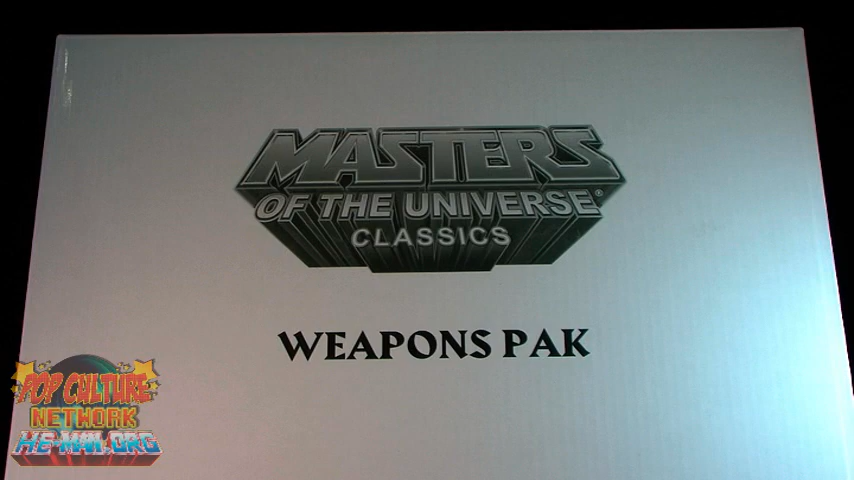 MASTERS
OF THE UNIVERSE®
CLASSICS
WEAPONS PAK
POP CULTURE
NETWORK
HE-MAN.ORG